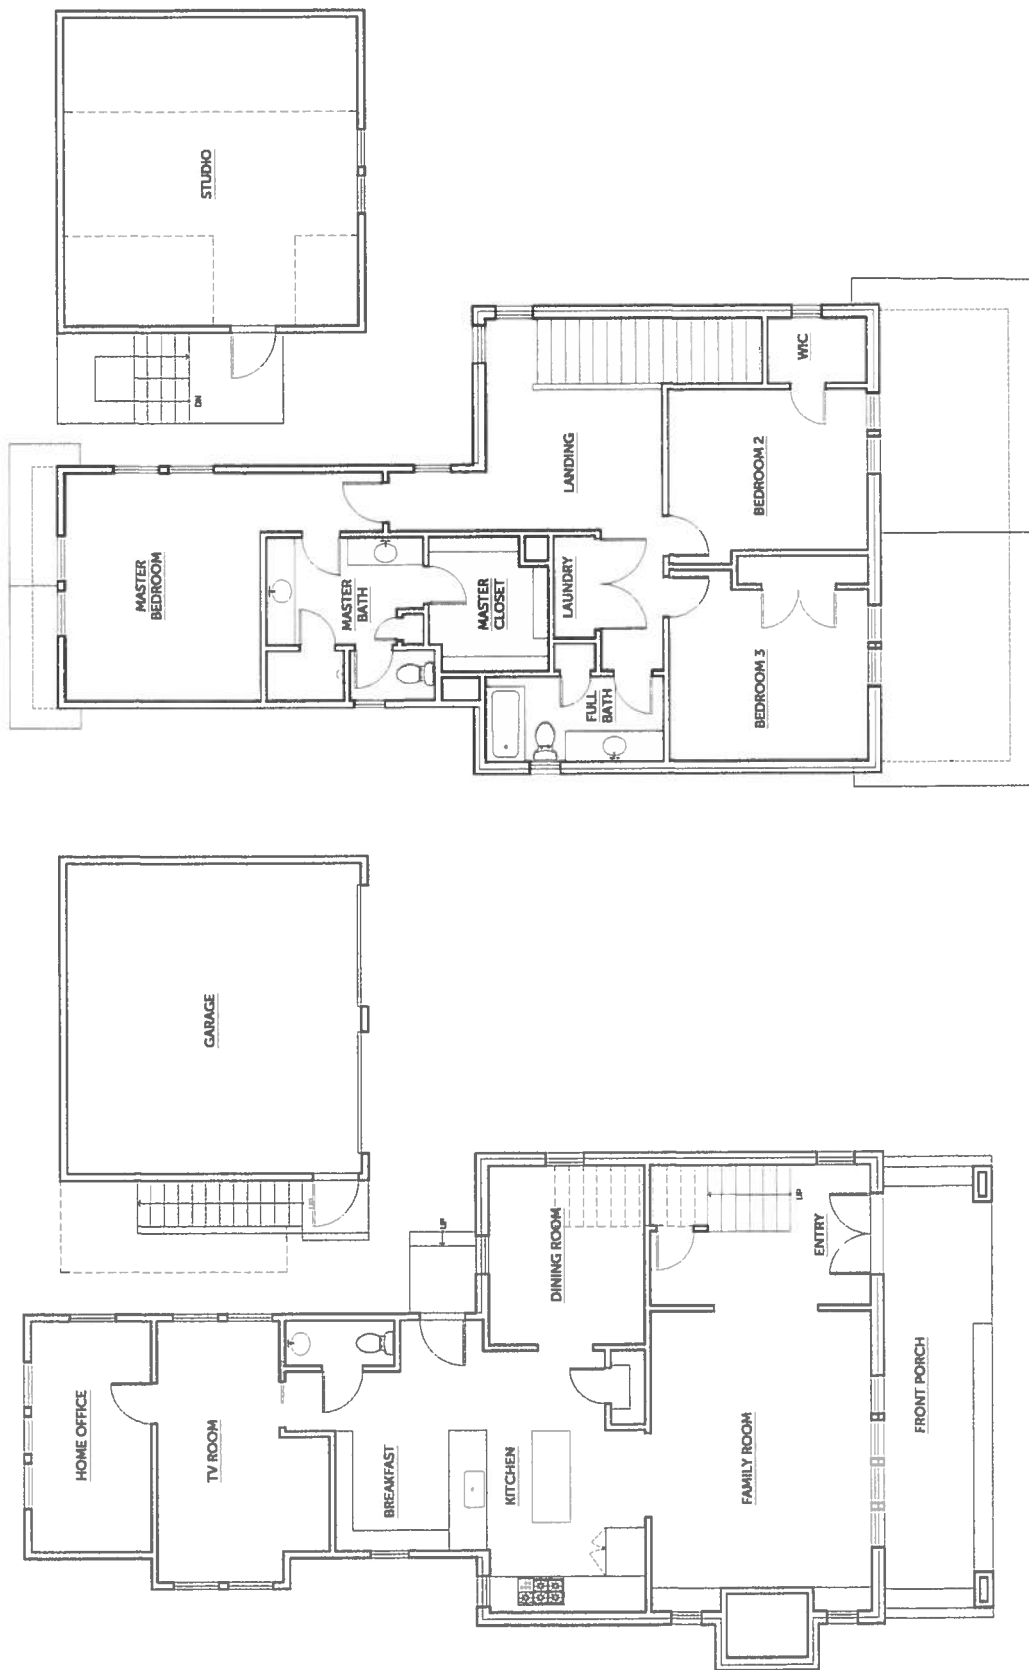 STUDIO
DN
MASTER
BEDROOM
MASTER
BATH
MASTER
CLOSET
LAUNDRY
LANDING
WIC
BEDROOM 2
FULL
BATH
BEDROOM 3
GARAGE
UP
HOME OFFICE
TV ROOM
BREAKFAST
KITCHEN
DINING ROOM
UP
UP
ENTRY
FAMILY ROOM
FRONT PORCH